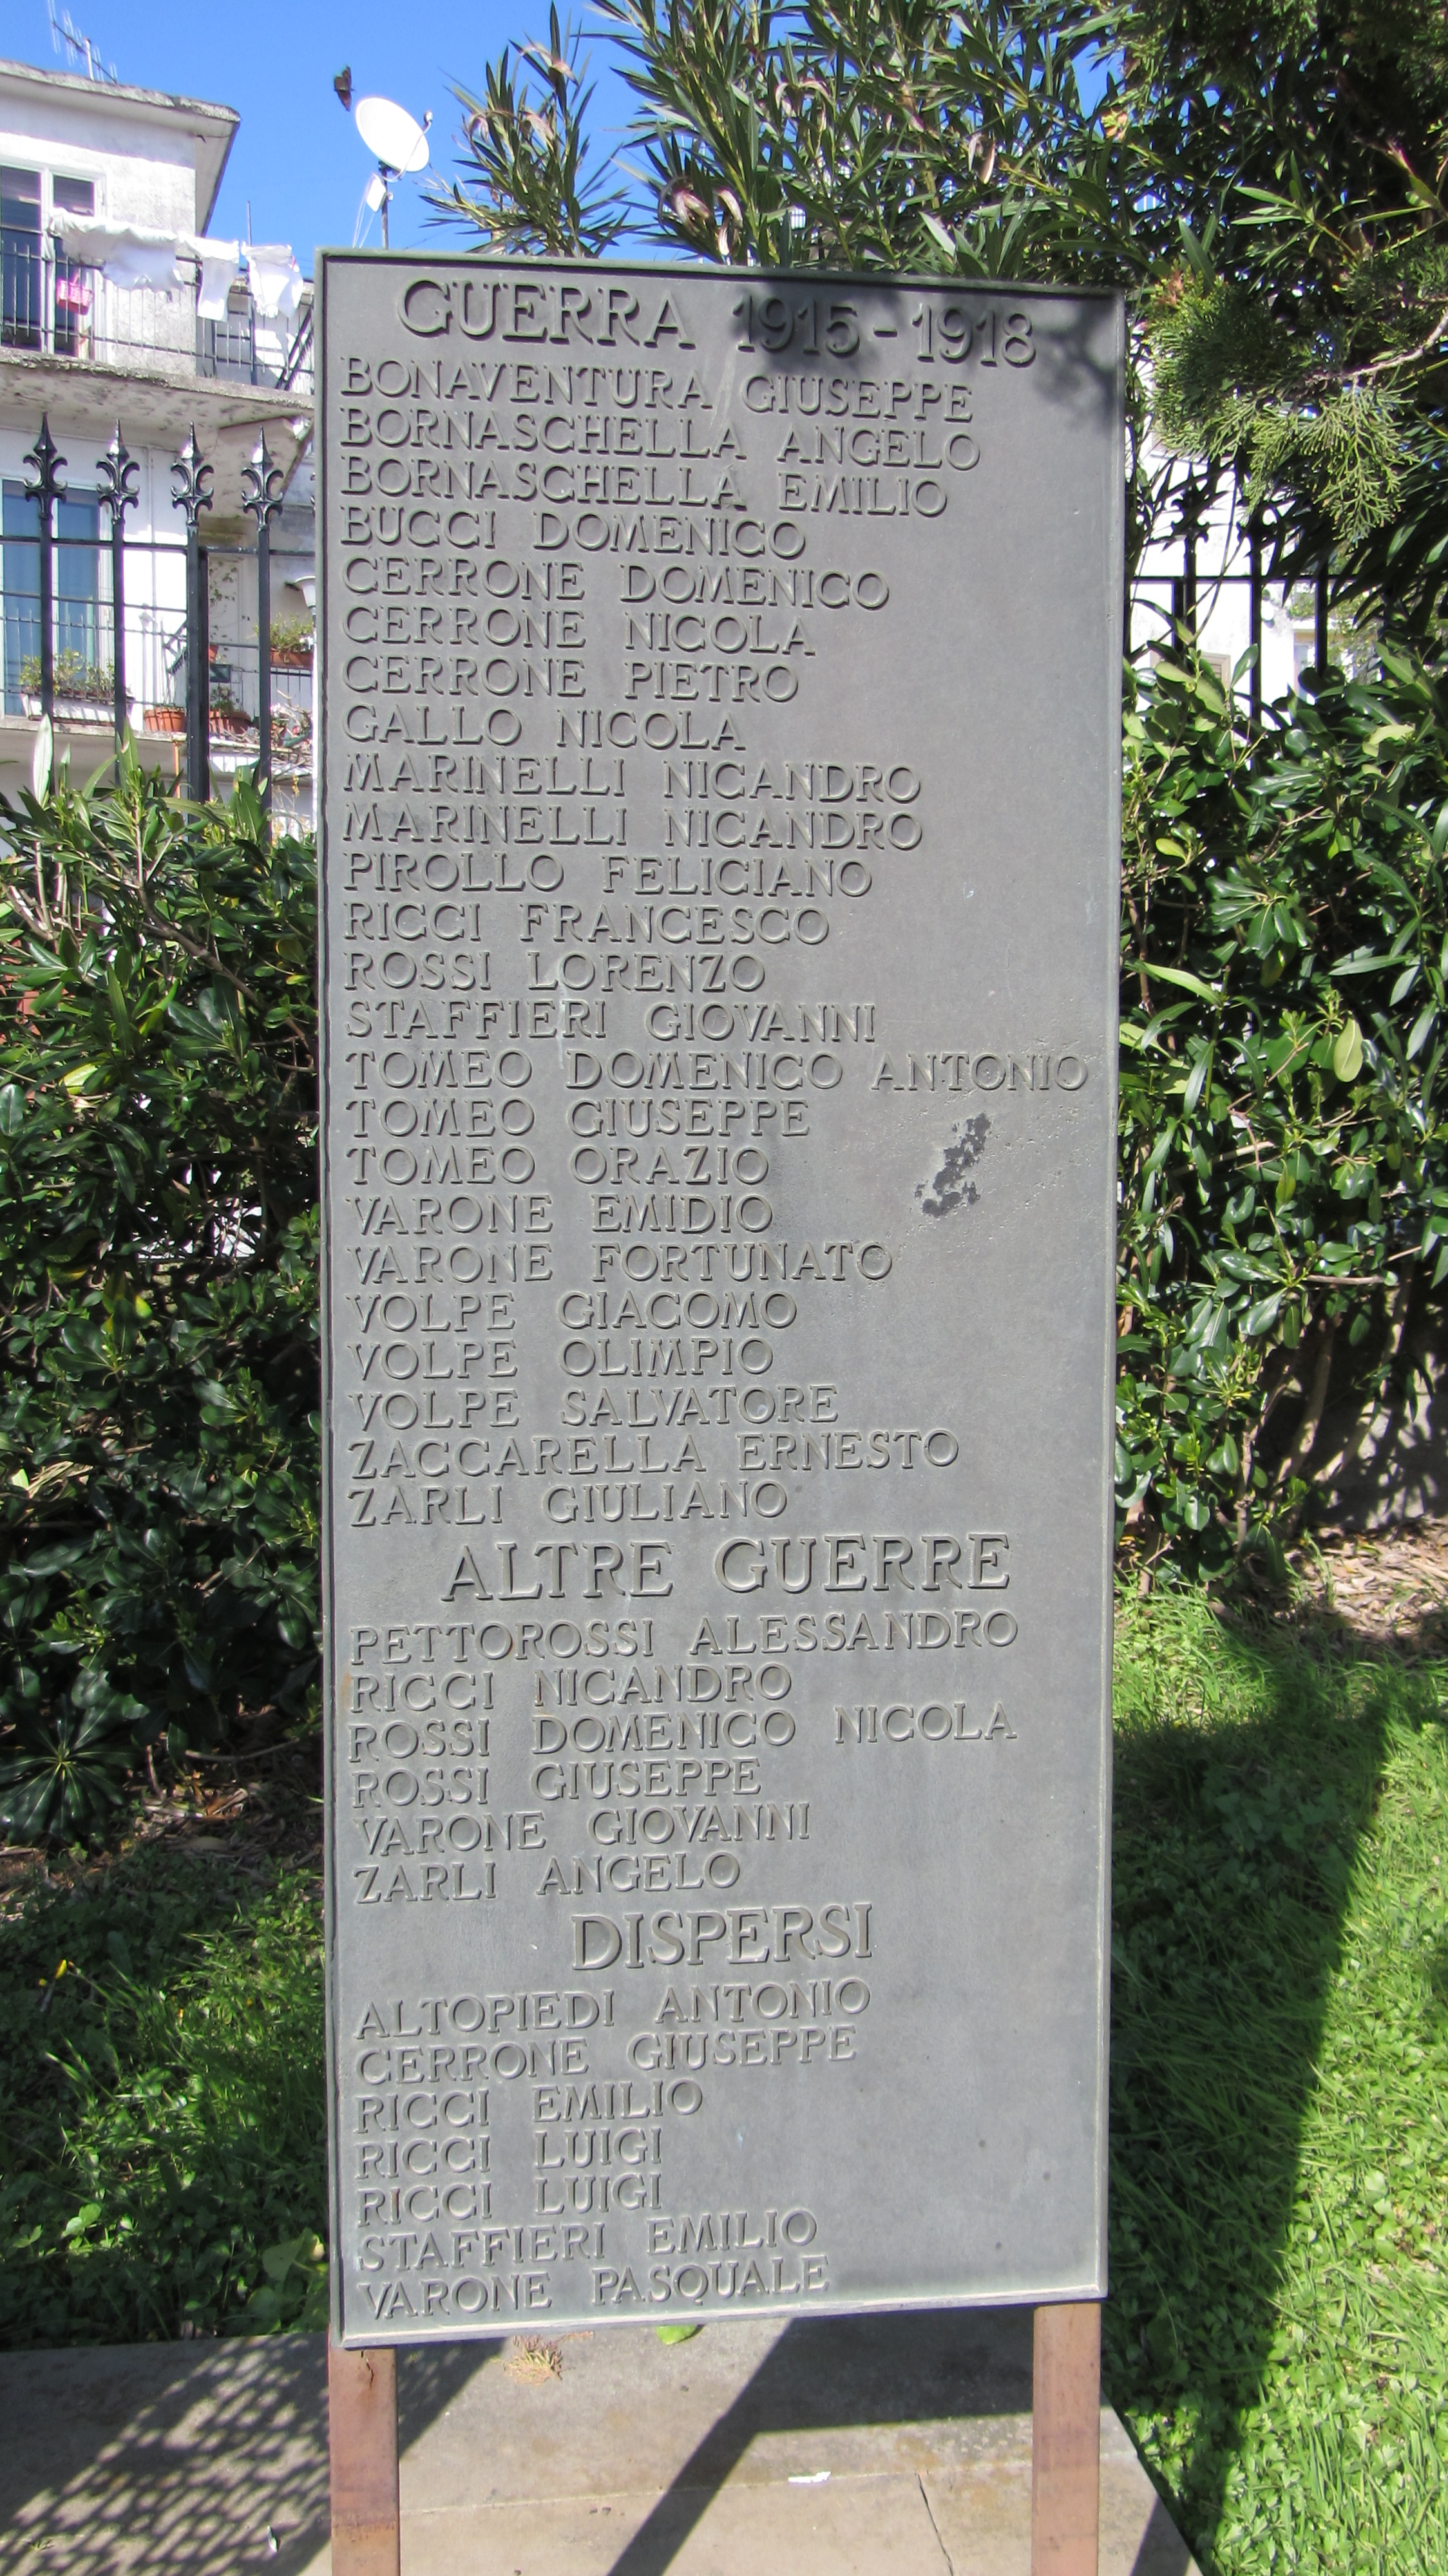 GUERRA 1915-1918
BONAVENTURA GIUSEPPE
BORNASCHELLA ANGELO
BORNASCHELLA EMILIO
BUCCI DOMENICO
CERRONE DOMENICO
CERRONE NICOLA
CERRONE PIETRO
GALLO NICOLA
MARINELLI NICANDRO
MARINELLI NICANDRO
PIROLLO FELICIANO
RICCI FRANCESCO
ROSSI LORENZO
STAFFIERI GIOVANNI
TOMEO DOMENICO ANTONIO
TOMEO GIUSEPPE
TOMEO ORAZIO
VARONE EMIDIO
VARONE FORTUNATO
VOLPE GIACOMO
VOLPE OLIMPIO
VOLPE SALVATORE
ZACCARELLA ERNESTO
ZARLI GIULIANO
ALTRE GUERRE
PETTOROSSI ALESSANDRO
RICCI NICANDRO
ROSSI DOMENICO NICOLA
ROSSI GIUSEPPE
VARONE GIOVANNI
ZARLI ANGELO
DISPERSI
ALTOPIEDI ANTONIO
CERRONE GIUSEPPE
RICCI EMILIO
RICCI LUIGI
RICCI LUIGI
STAFFIERI EMILIO
VARONE PASQUALE